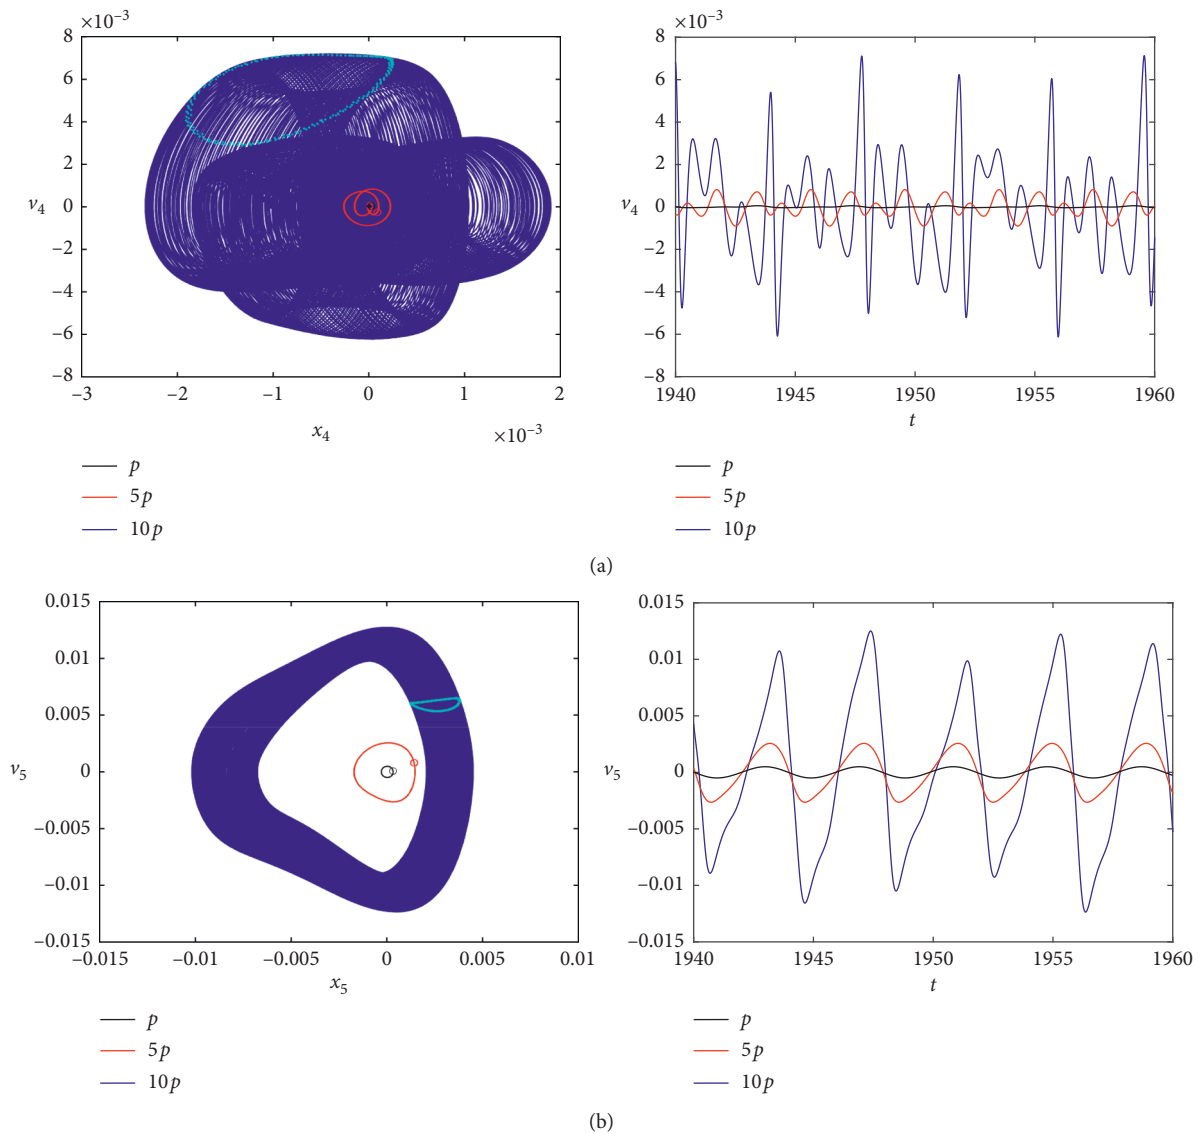 ×10⁻³
8
6
4
2
0
−2
−4
−6
−8
v₄
−3 −2 −1 0 1 2
x₄
×10⁻³
p
5p
10p
×10⁻³
8
6
4
2
0
−2
−4
−6
−8
v₄
1940 1945 1950 1955 1960
t
p
5p
10p
(a)
0.015
0.01
0.005
0
−0.005
−0.01
−0.015
v₅
−0.015 −0.01 −0.005 0 0.005 0.01
x₅
p
5p
10p
0.015
0.01
0.005
0
−0.005
−0.01
−0.015
v₅
1940 1945 1950 1955 1960
t
p
5p
10p
(b)